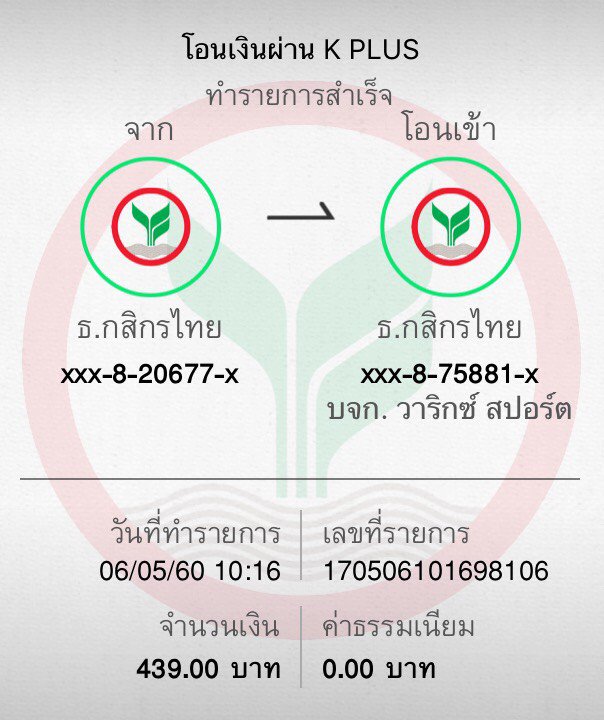 โอนเงินผ่าน K PLUS
ทำรายการสำเร็จ
จาก
โอนเข้า
ธ.กสิกรไทย
ธ.กสิกรไทย
xxx-8-20677-x
xxx-8-75881-x
บจก. วาริกซ์ สปอร์ต
วันที่ทำรายการ
เลขที่รายการ
06/05/60 10:16
170506101698106
จำนวนเงิน
ค่าธรรมเนียม
439.00 บาท
0.00 บาท